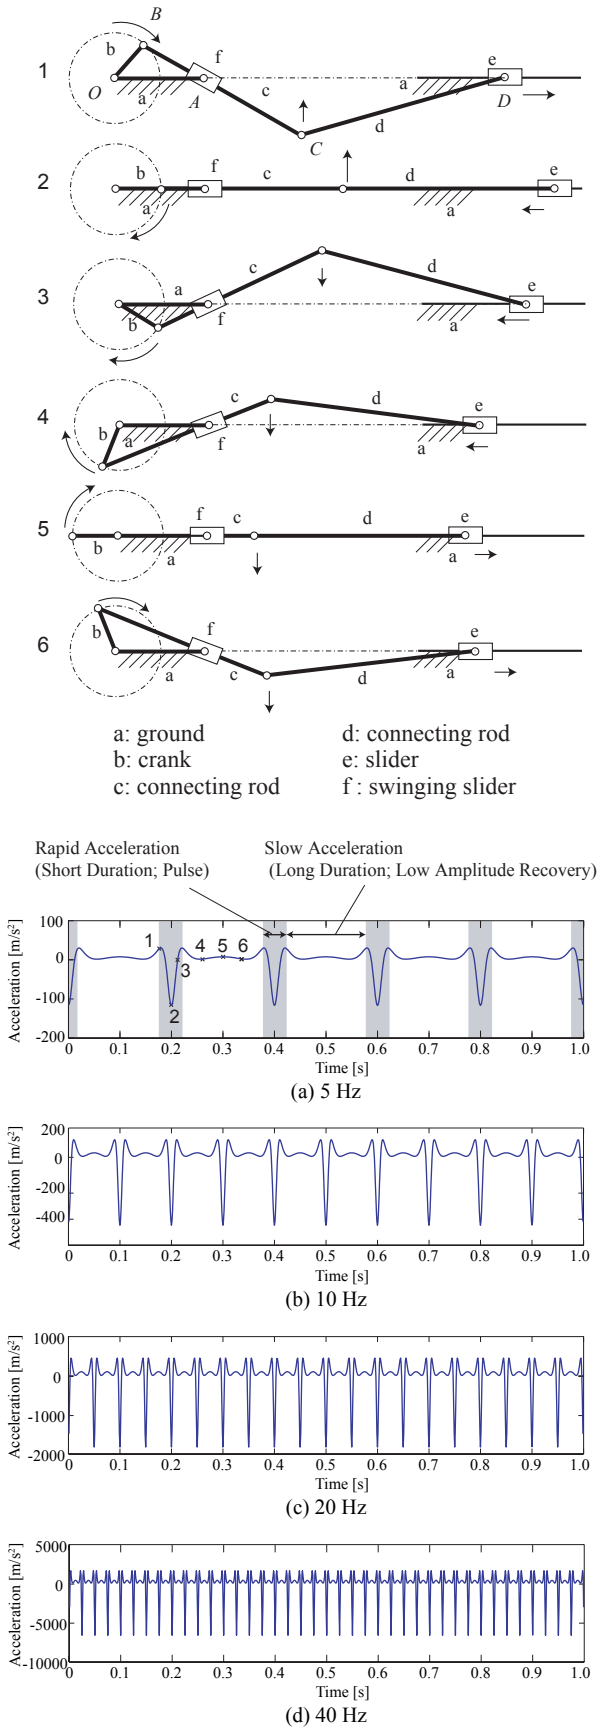 B
b
f
1
O
a
A
c
C
a
d
e
D
2
b
a
f
c
d
a
e
3
a
b
f
c
d
a
e
4
b
a
f
c
d
a
e
5
b
a
f
c
d
a
e
6
b
a
f
c
d
a
e
a: ground d: connecting rod
b: crank e: slider
c: connecting rod f : swinging slider
Rapid Acceleration Slow Acceleration
(Short Duration; Pulse) (Long Duration; Low Amplitude Recovery)
Acceleration [m/s²]
100
0
-100
-200
1 2 3 4 5 6
0 0.1 0.2 0.3 0.4 0.5 0.6 0.7 0.8 0.9 1.0
Time [s]
(a) 5 Hz
Acceleration [m/s²]
200
0
-200
-400
0 0.1 0.2 0.3 0.4 0.5 0.6 0.7 0.8 0.9 1.0
Time [s]
(b) 10 Hz
Acceleration [m/s²]
1000
0
-1000
-2000
0 0.1 0.2 0.3 0.4 0.5 0.6 0.7 0.8 0.9 1.0
Time [s]
(c) 20 Hz
Acceleration [m/s²]
5000
0
-5000
-10000
0 0.1 0.2 0.3 0.4 0.5 0.6 0.7 0.8 0.9 1.0
Time [s]
(d) 40 Hz